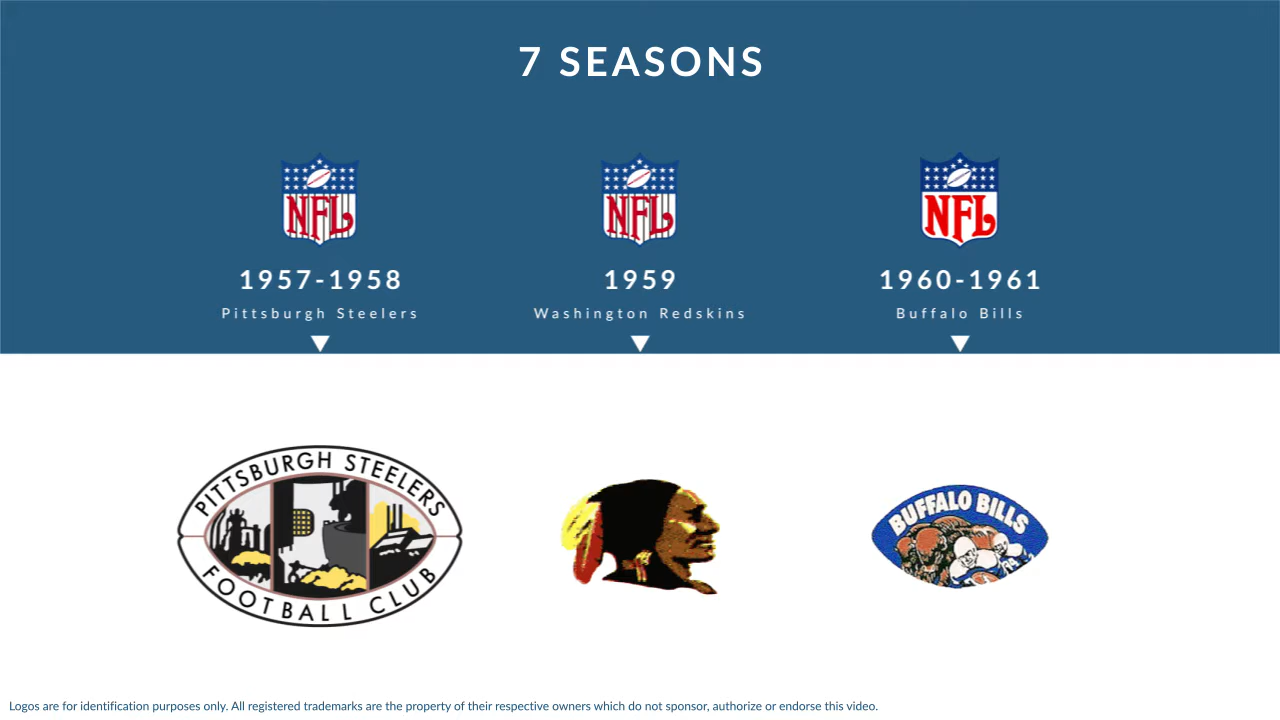 7 SEASONS
NFL NFL NFL
1957-1958 1959 1960-1961
Pittsburgh Steelers Washington Redskins Buffalo Bills
PITTSBURGH STEELERS
FOOTBALL CLUB
BUFFALO BILLS
34
Logos are for identification purposes only. All registered trademarks are the property of their respective owners which do not sponsor, authorize or endorse this video.